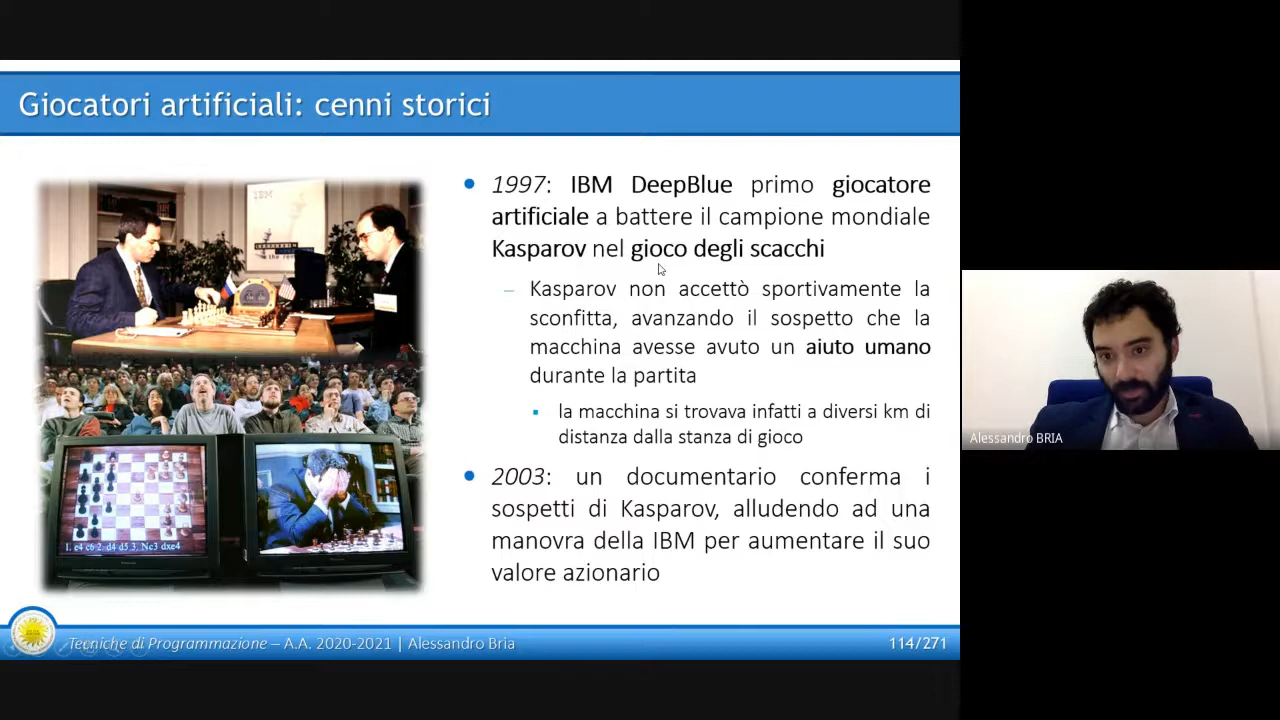 Giocatori artificiali: cenni storici
1997: IBM DeepBlue primo giocatore
artificiale a battere il campione mondiale
Kasparov nel gioco degli scacchi
Kasparov non accettò sportivamente la
sconfitta, avanzando il sospetto che la
macchina avesse avuto un aiuto umano
durante la partita
la macchina si trovava infatti a diversi km di
distanza dalla stanza di gioco
2003: un documentario conferma i
sospetti di Kasparov, alludendo ad una
manovra della IBM per aumentare il suo
valore azionario
IBM
1. e4 c6 2. d4 d5 3. Nc3 dxe4
Alessandro BRIA
Tecniche di Programmazione – A.A. 2020-2021 | Alessandro Bria
114/271